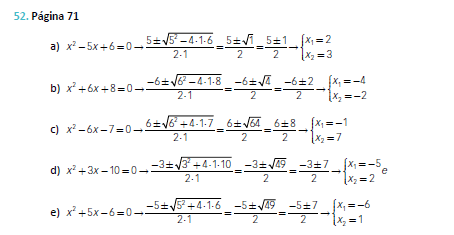 52. Página 71
a) x² – 5x + 6 = 0 → (5 ± √(5² – 4·1·6))/(2·1) = (5 ± √1)/2 = (5 ± 1)/2 → { x₁ = 2 x₂ = 3
b) x² + 6x + 8 = 0 → (–6 ± √(6² – 4·1·8))/(2·1) = (–6 ± √4)/2 = (–6 ± 2)/2 → { x₁ = –4 x₂ = –2
c) x² – 6x – 7 = 0 → (6 ± √(6² + 4·1·7))/(2·1) = (6 ± √64)/2 = (6 ± 8)/2 → { x₁ = –1 x₂ = 7
d) x² + 3x – 10 = 0 → (–3 ± √(3² + 4·1·10))/(2·1) = (–3 ± √49)/2 = (–3 ± 7)/2 → { x₁ = –5 x₂ = 2 e
e) x² + 5x – 6 = 0 → (–5 ± √(5² + 4·1·6))/(2·1) = (–5 ± √49)/2 = (–5 ± 7)/2 → { x₁ = –6 x₂ = 1